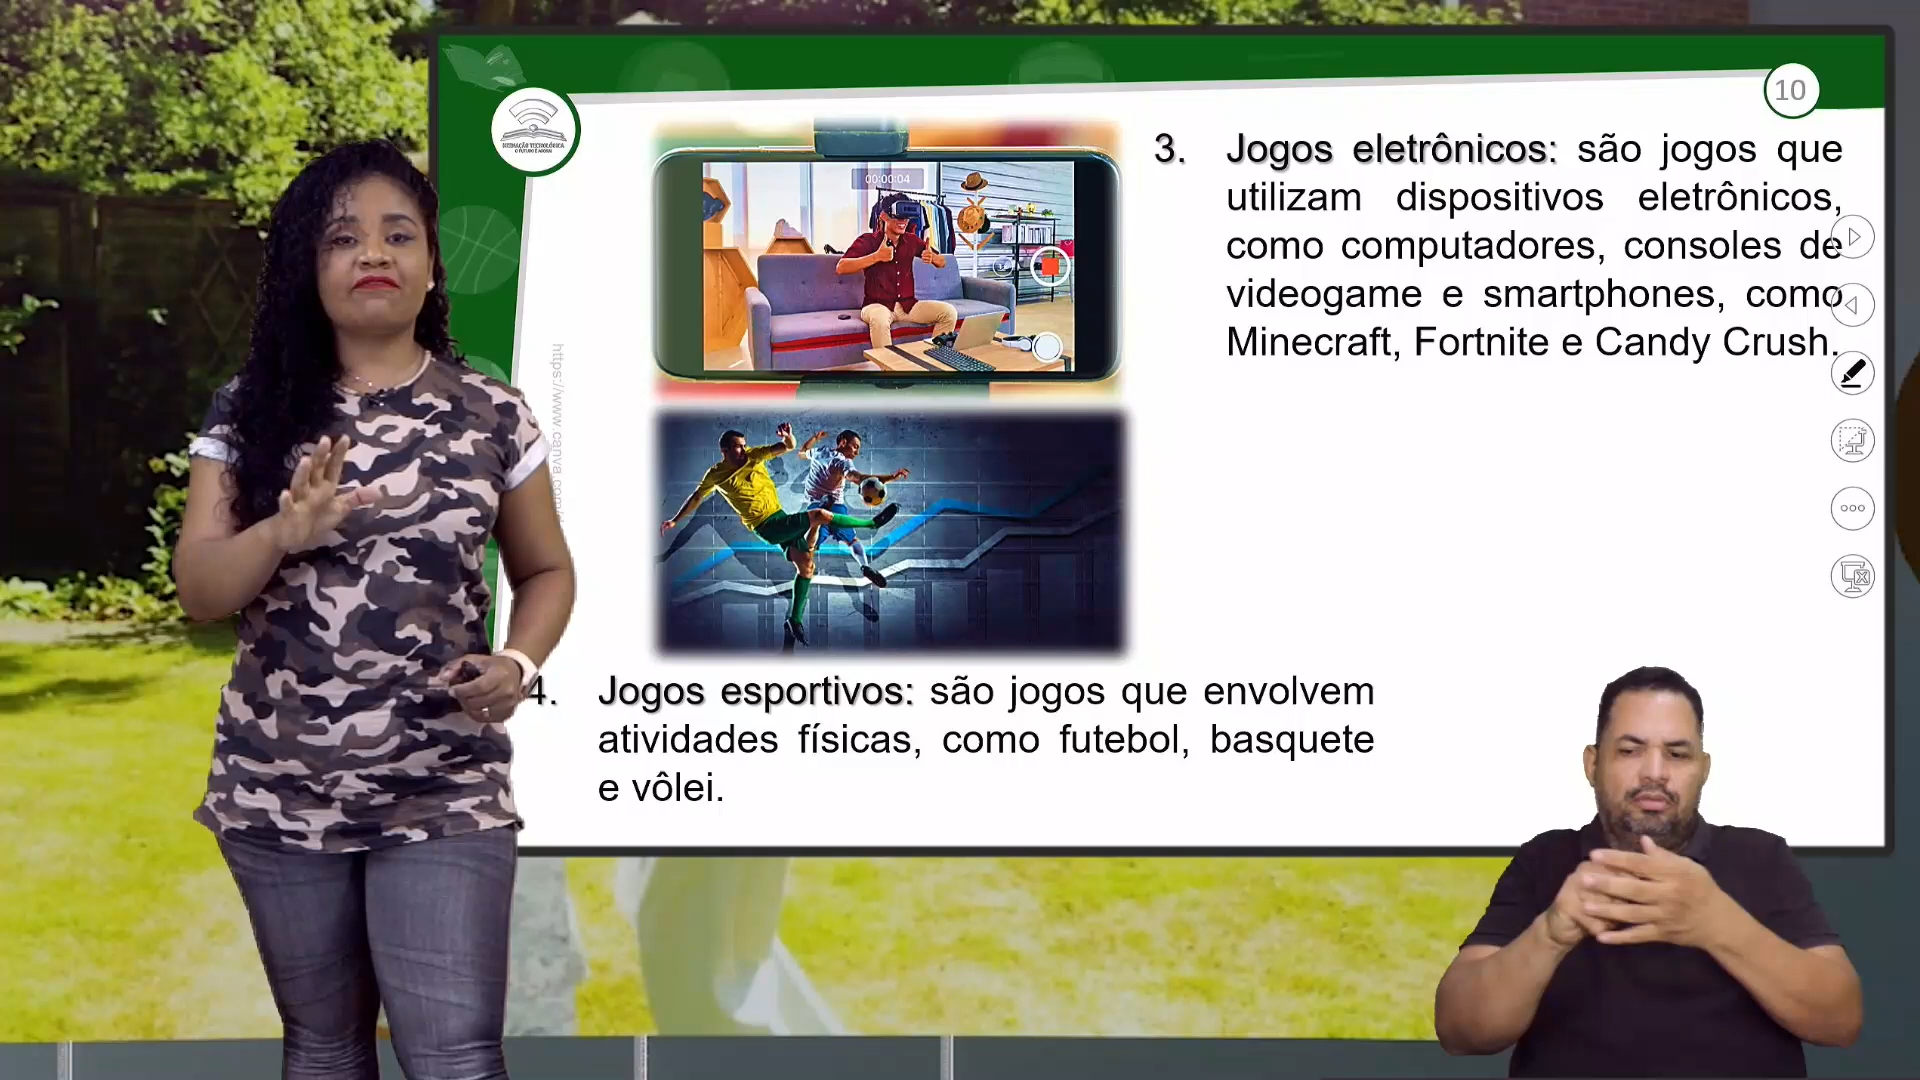 10
3. Jogos eletrônicos: são jogos que
utilizam dispositivos eletrônicos,
como computadores, consoles de
videogame e smartphones, como
Minecraft, Fortnite e Candy Crush.
00:00:04
https://www.canva.com/
4. Jogos esportivos: são jogos que envolvem
atividades físicas, como futebol, basquete
e vôlei.